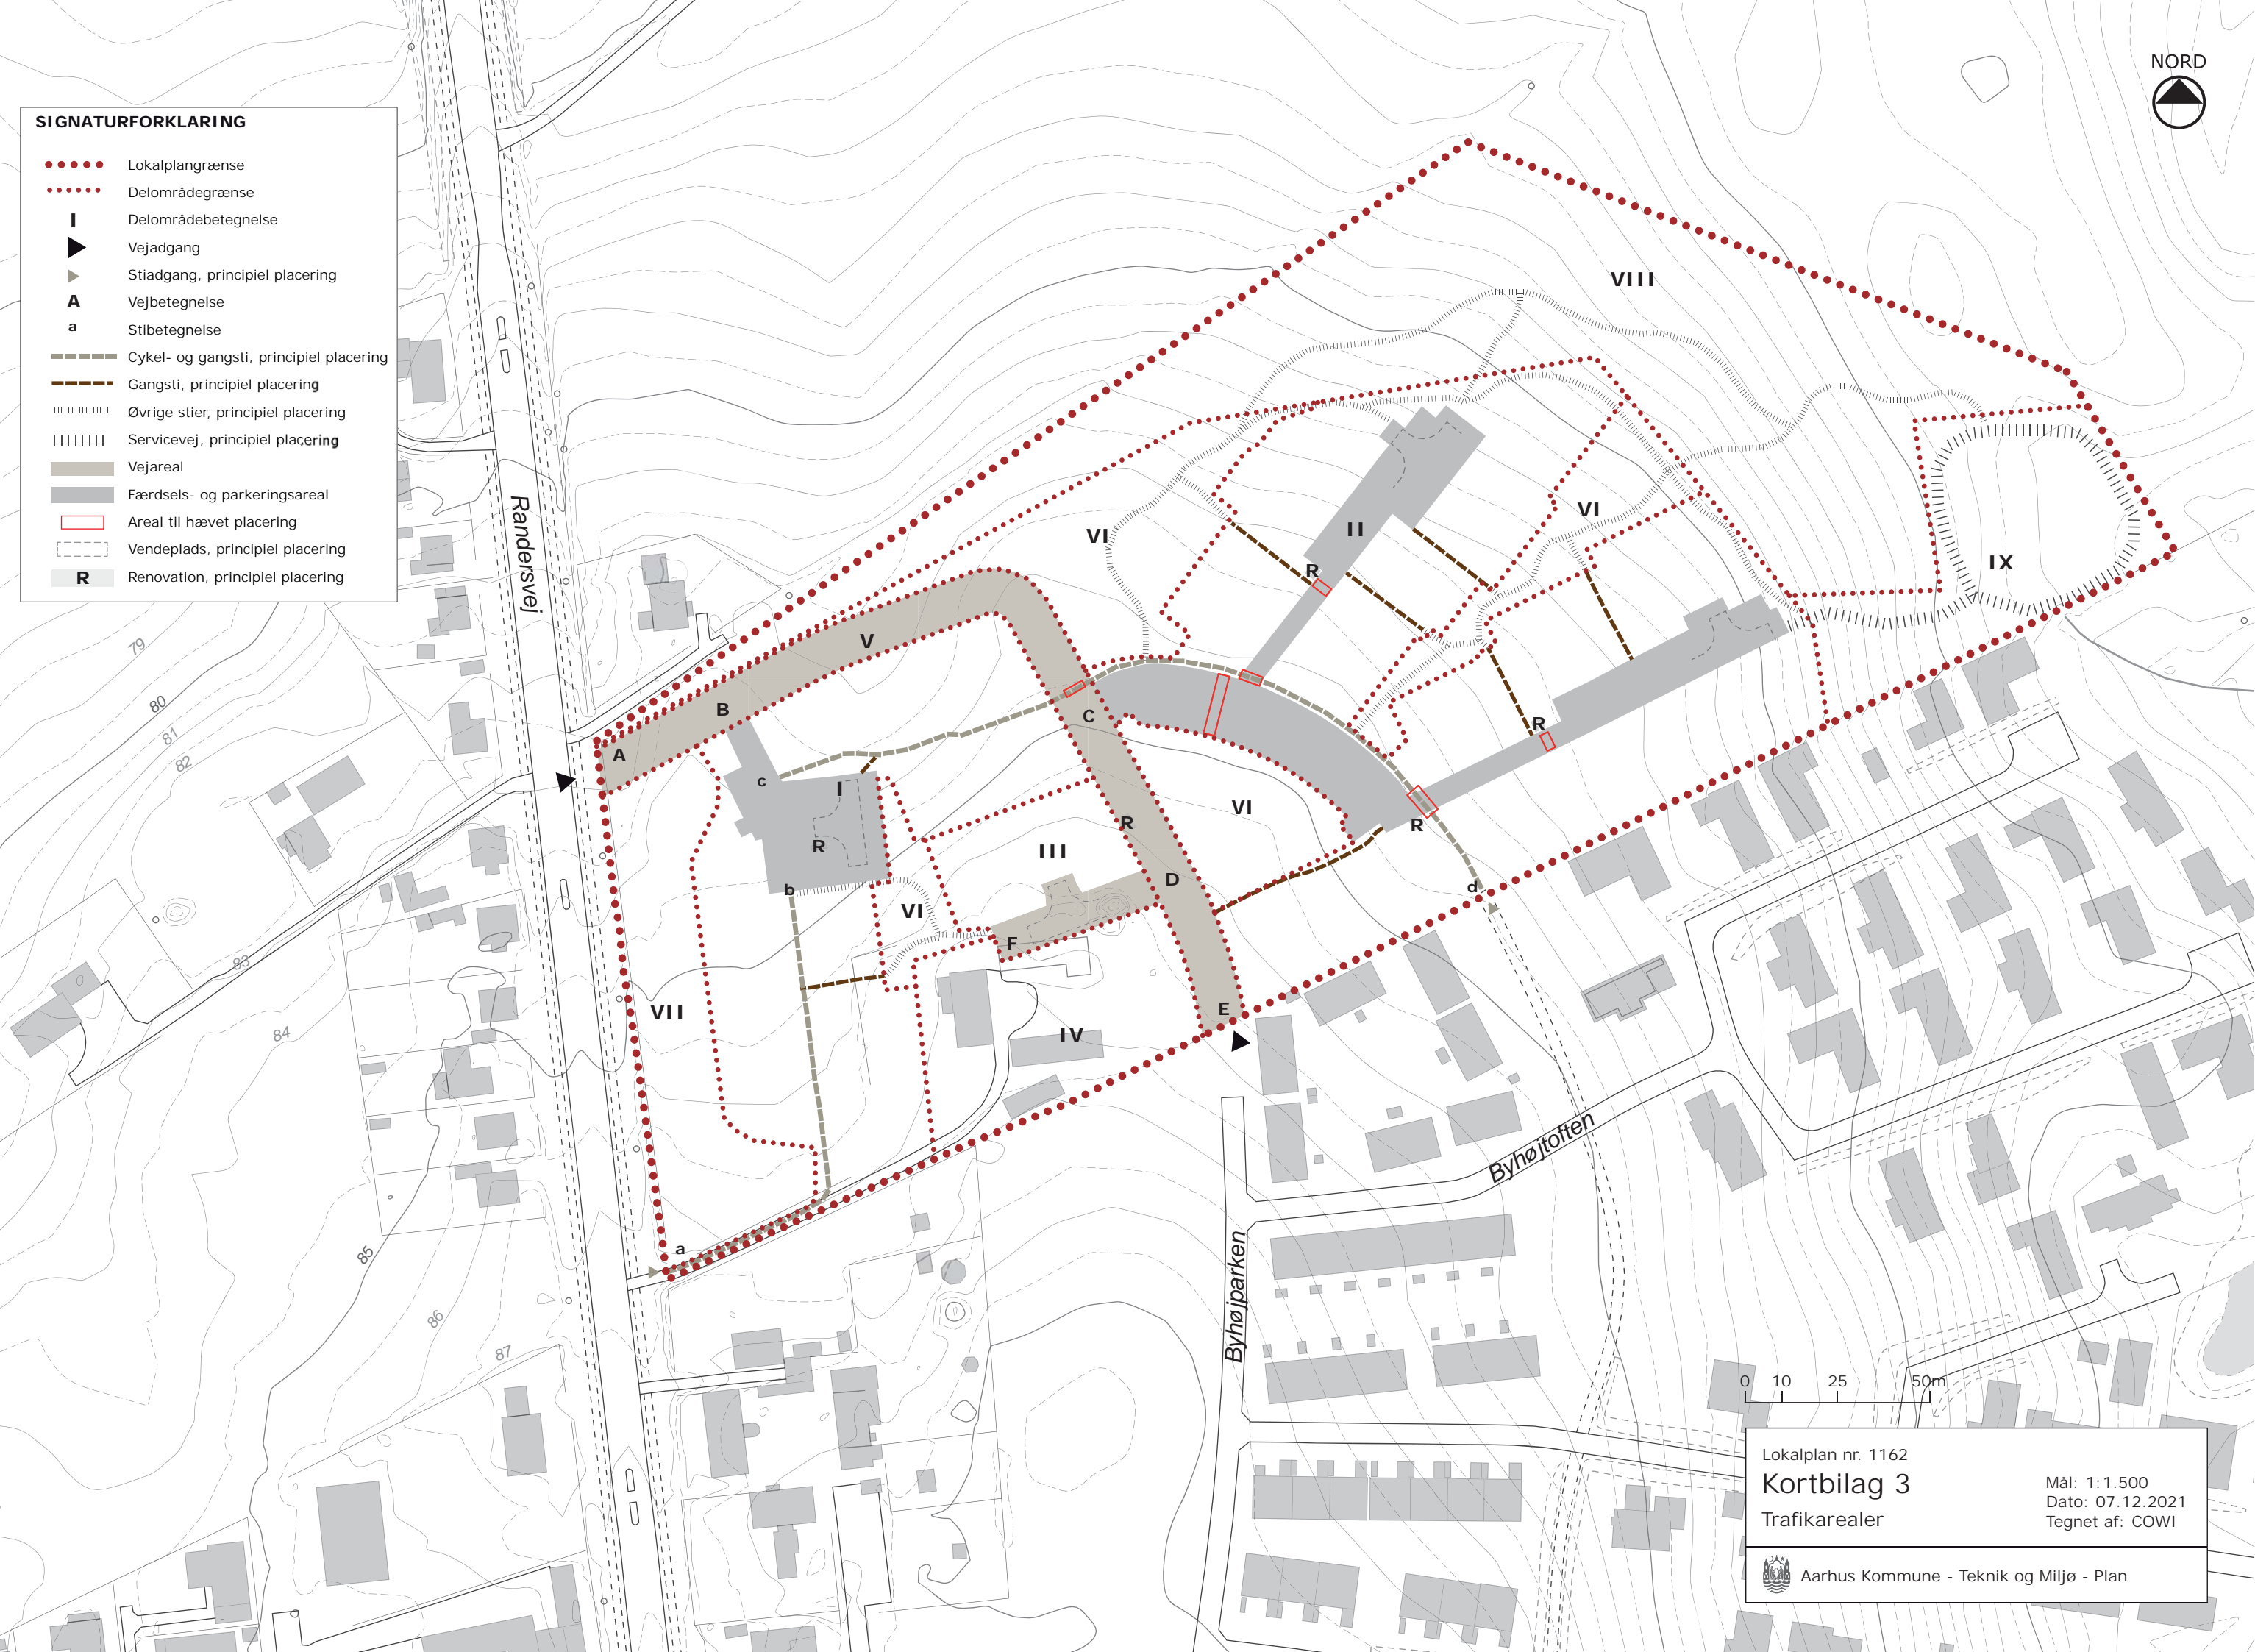 NORD
SIGNATURFORKLARING
Lokalplangrænse
Delområdegrænse
I Delområdebetegnelse
Vejadgang
Stiadgang, principiel placering
A Vejbetegnelse
a Stibetegnelse
Cykel- og gangsti, principiel placering
Gangsti, principiel placering
Øvrige stier, principiel placering
Servicevej, principiel placering
Vejareal
Færdsels- og parkeringsareal
Areal til hævet placering
Vendeplads, principiel placering
R Renovation, principiel placering
VIII
Randersvej
VI
II
VI
IX
R
V
79
80
81
82
B
C
R
A
c
I
VI
R
R
R
III
D
b
d
VI
F
83
E
VII
IV
84
Byhøjtoften
a
85
Byhøjparken
86
87
0 10 25 50m
Lokalplan nr. 1162
Kortbilag 3
Trafikarealer
Mål: 1:1.500
Dato: 07.12.2021
Tegnet af: COWI
Aarhus Kommune - Teknik og Miljø - Plan